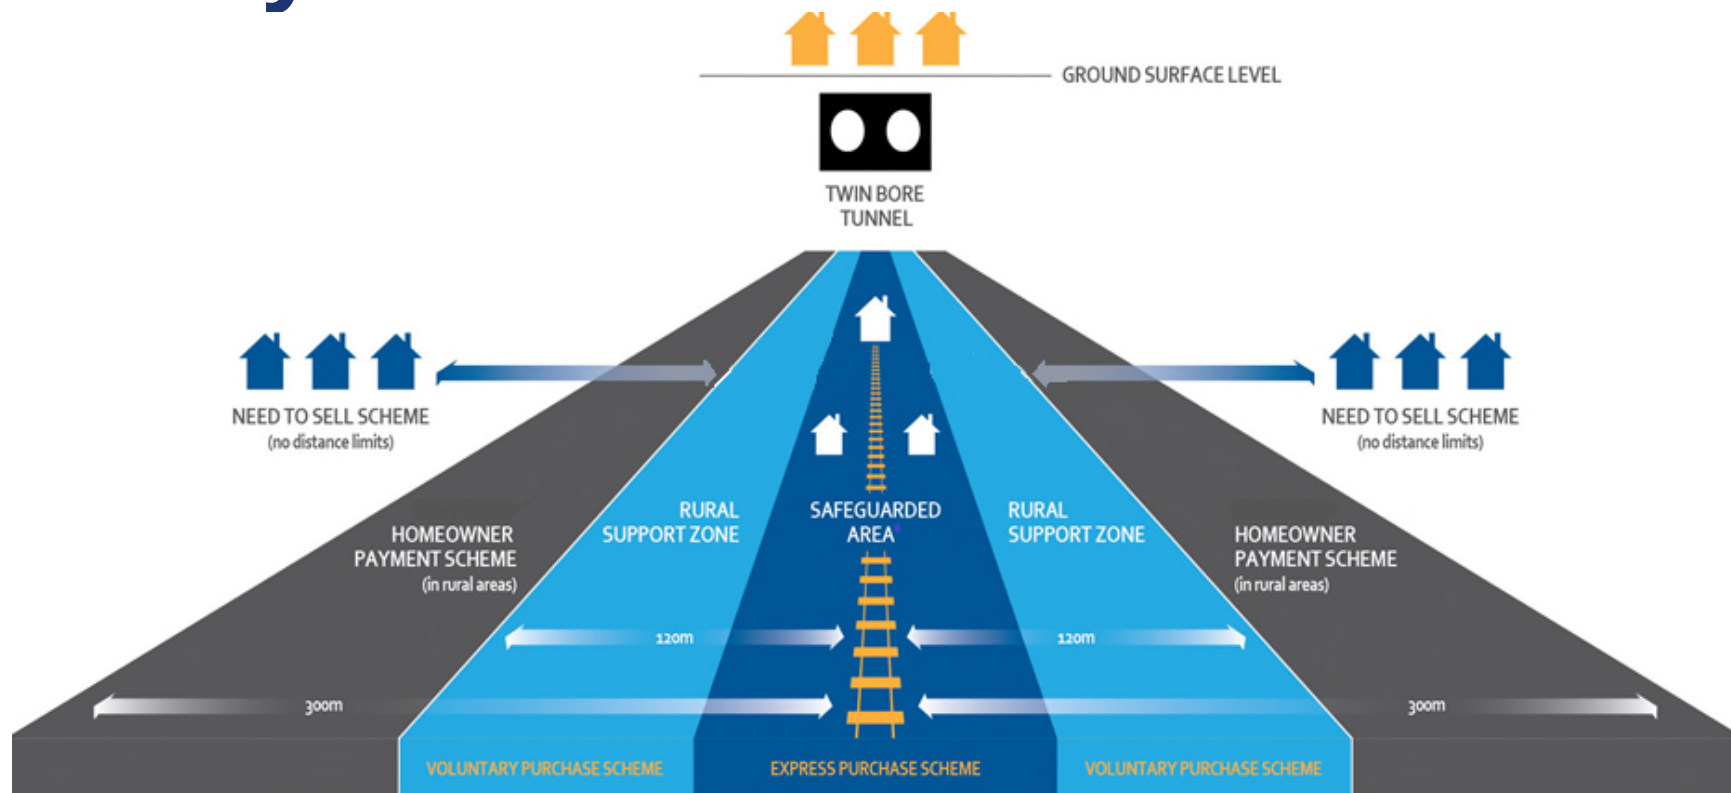 GROUND SURFACE LEVEL
TWIN BORE
TUNNEL
NEED TO SELL SCHEME
(no distance limits)
NEED TO SELL SCHEME
(no distance limits)
HOMEOWNER
PAYMENT SCHEME
(in rural areas)
RURAL
SUPPORT ZONE
SAFEGUARDED
AREA
RURAL
SUPPORT ZONE
HOMEOWNER
PAYMENT SCHEME
(in rural areas)
120m
120m
300m
300m
VOLUNTARY PURCHASE SCHEME
EXPRESS PURCHASE SCHEME
VOLUNTARY PURCHASE SCHEME